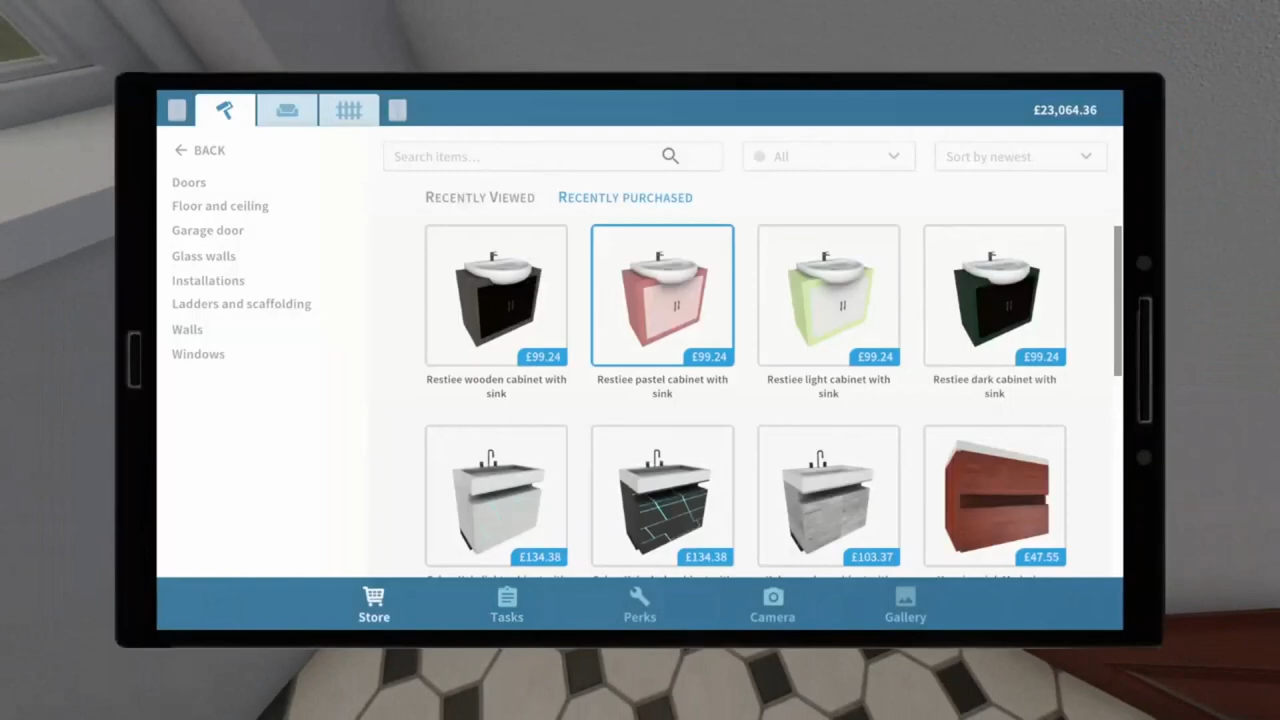 £23,064.36
BACK
Doors
Floor and ceiling
Garage door
Glass walls
Installations
Ladders and scaffolding
Walls
Windows
Search items...
All
Sort by newest
RECENTLY VIEWED
RECENTLY PURCHASED
£99.24
£99.24
£99.24
£99.24
Restiee wooden cabinet with
sink
Restiee pastel cabinet with
sink
Restiee light cabinet with
sink
Restiee dark cabinet with
sink
£134.38
£134.38
£103.37
£47.55
Store
Tasks
Perks
Camera
Gallery